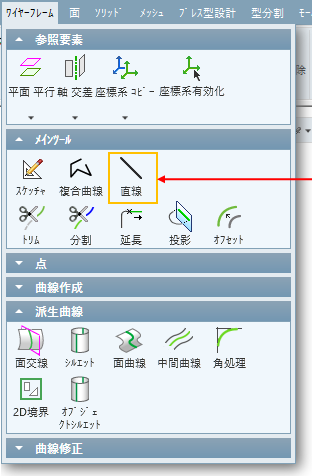 ワイヤーフレーム 面 ソリッド メッシュ プレス型設計 型分割 モー
参照要素
平面 平行 軸 交差 座標系 コピー 座標系有効化
除
メインツール
スケッチャ 複合曲線 直線
トリム 分割 延長 投影 オフセット
点
曲線作成
派生曲線
面交線 シルエット 面曲線 中間曲線 角処理
2D境界 オブジェ
クトシルエット
曲線修正